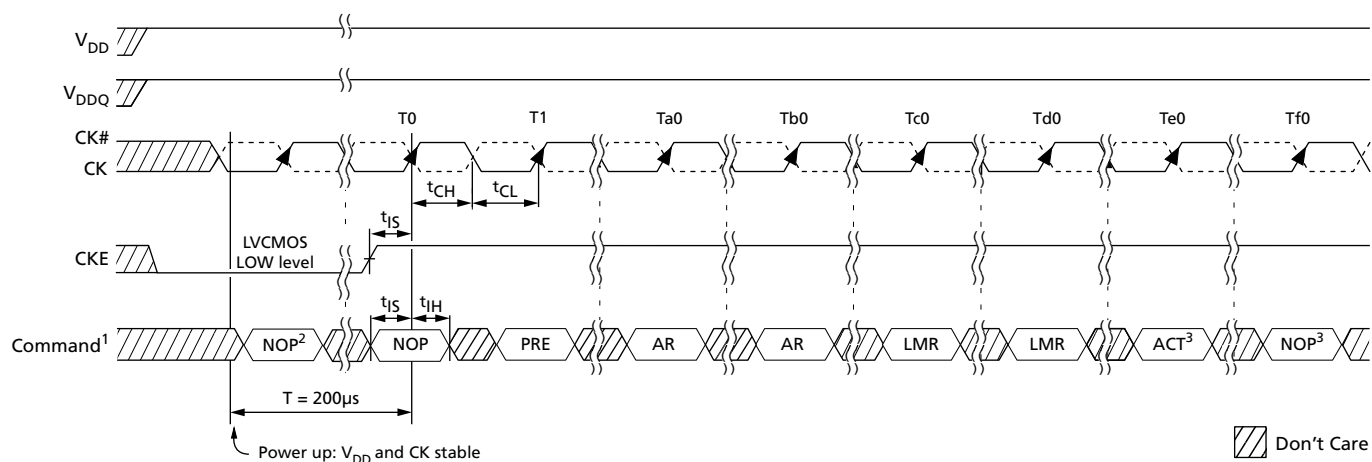 VDD
VDDQ
T0 T1 Ta0 Tb0 Tc0 Td0 Te0 Tf0
CK#
CK
tCH tCL
tIS
CKE
LVCMOS
LOW level
tIS tIH
Command1 NOP2 NOP PRE AR AR LMR LMR ACT3 NOP3
T = 200µs
Power up: VDD and CK stable
Don't Care